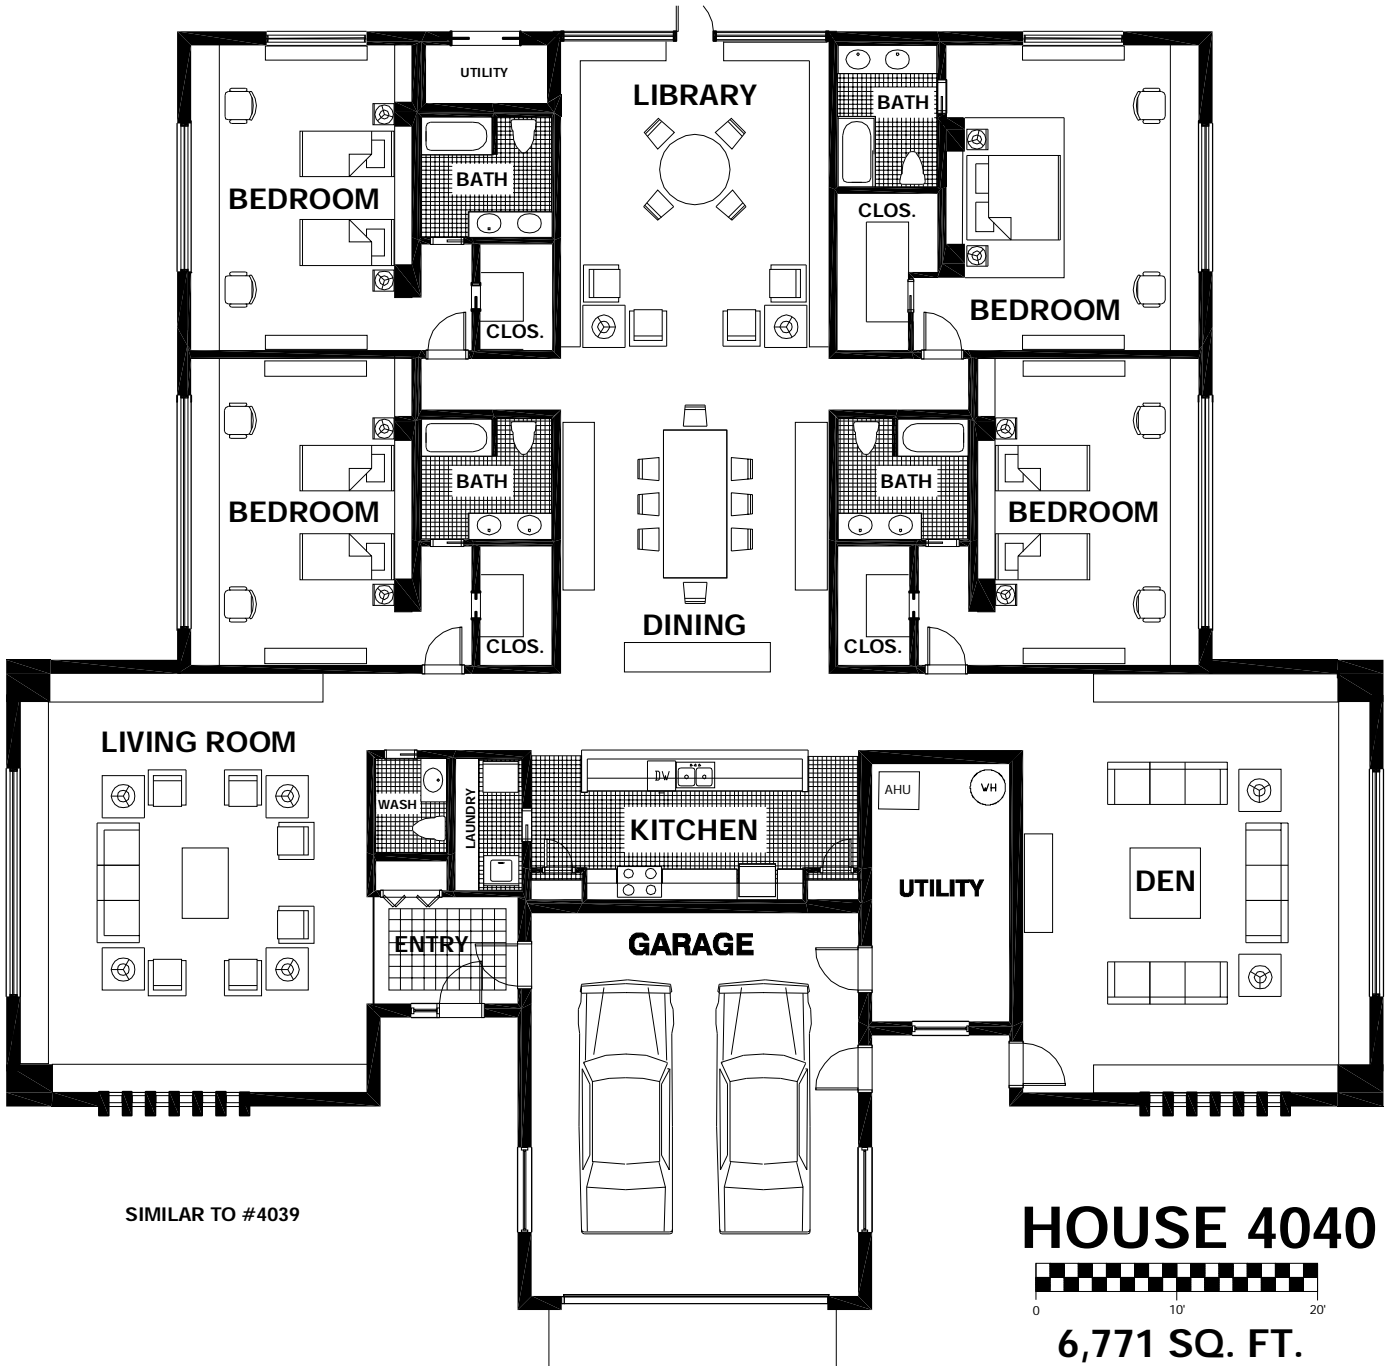 UTILITY
LIBRARY
BATH
BATH
BEDROOM
CLOS.
BEDROOM
CLOS.
BATH
BATH
BEDROOM
BEDROOM
DINING
CLOS.
CLOS.
LIVING ROOM
DW
AHU
WH
WASH
LAUNDRY
KITCHEN
DEN
UTILITY
ENTRY
GARAGE
SIMILAR TO #4039
HOUSE 4040
0 10' 20'
6,771 SQ. FT.